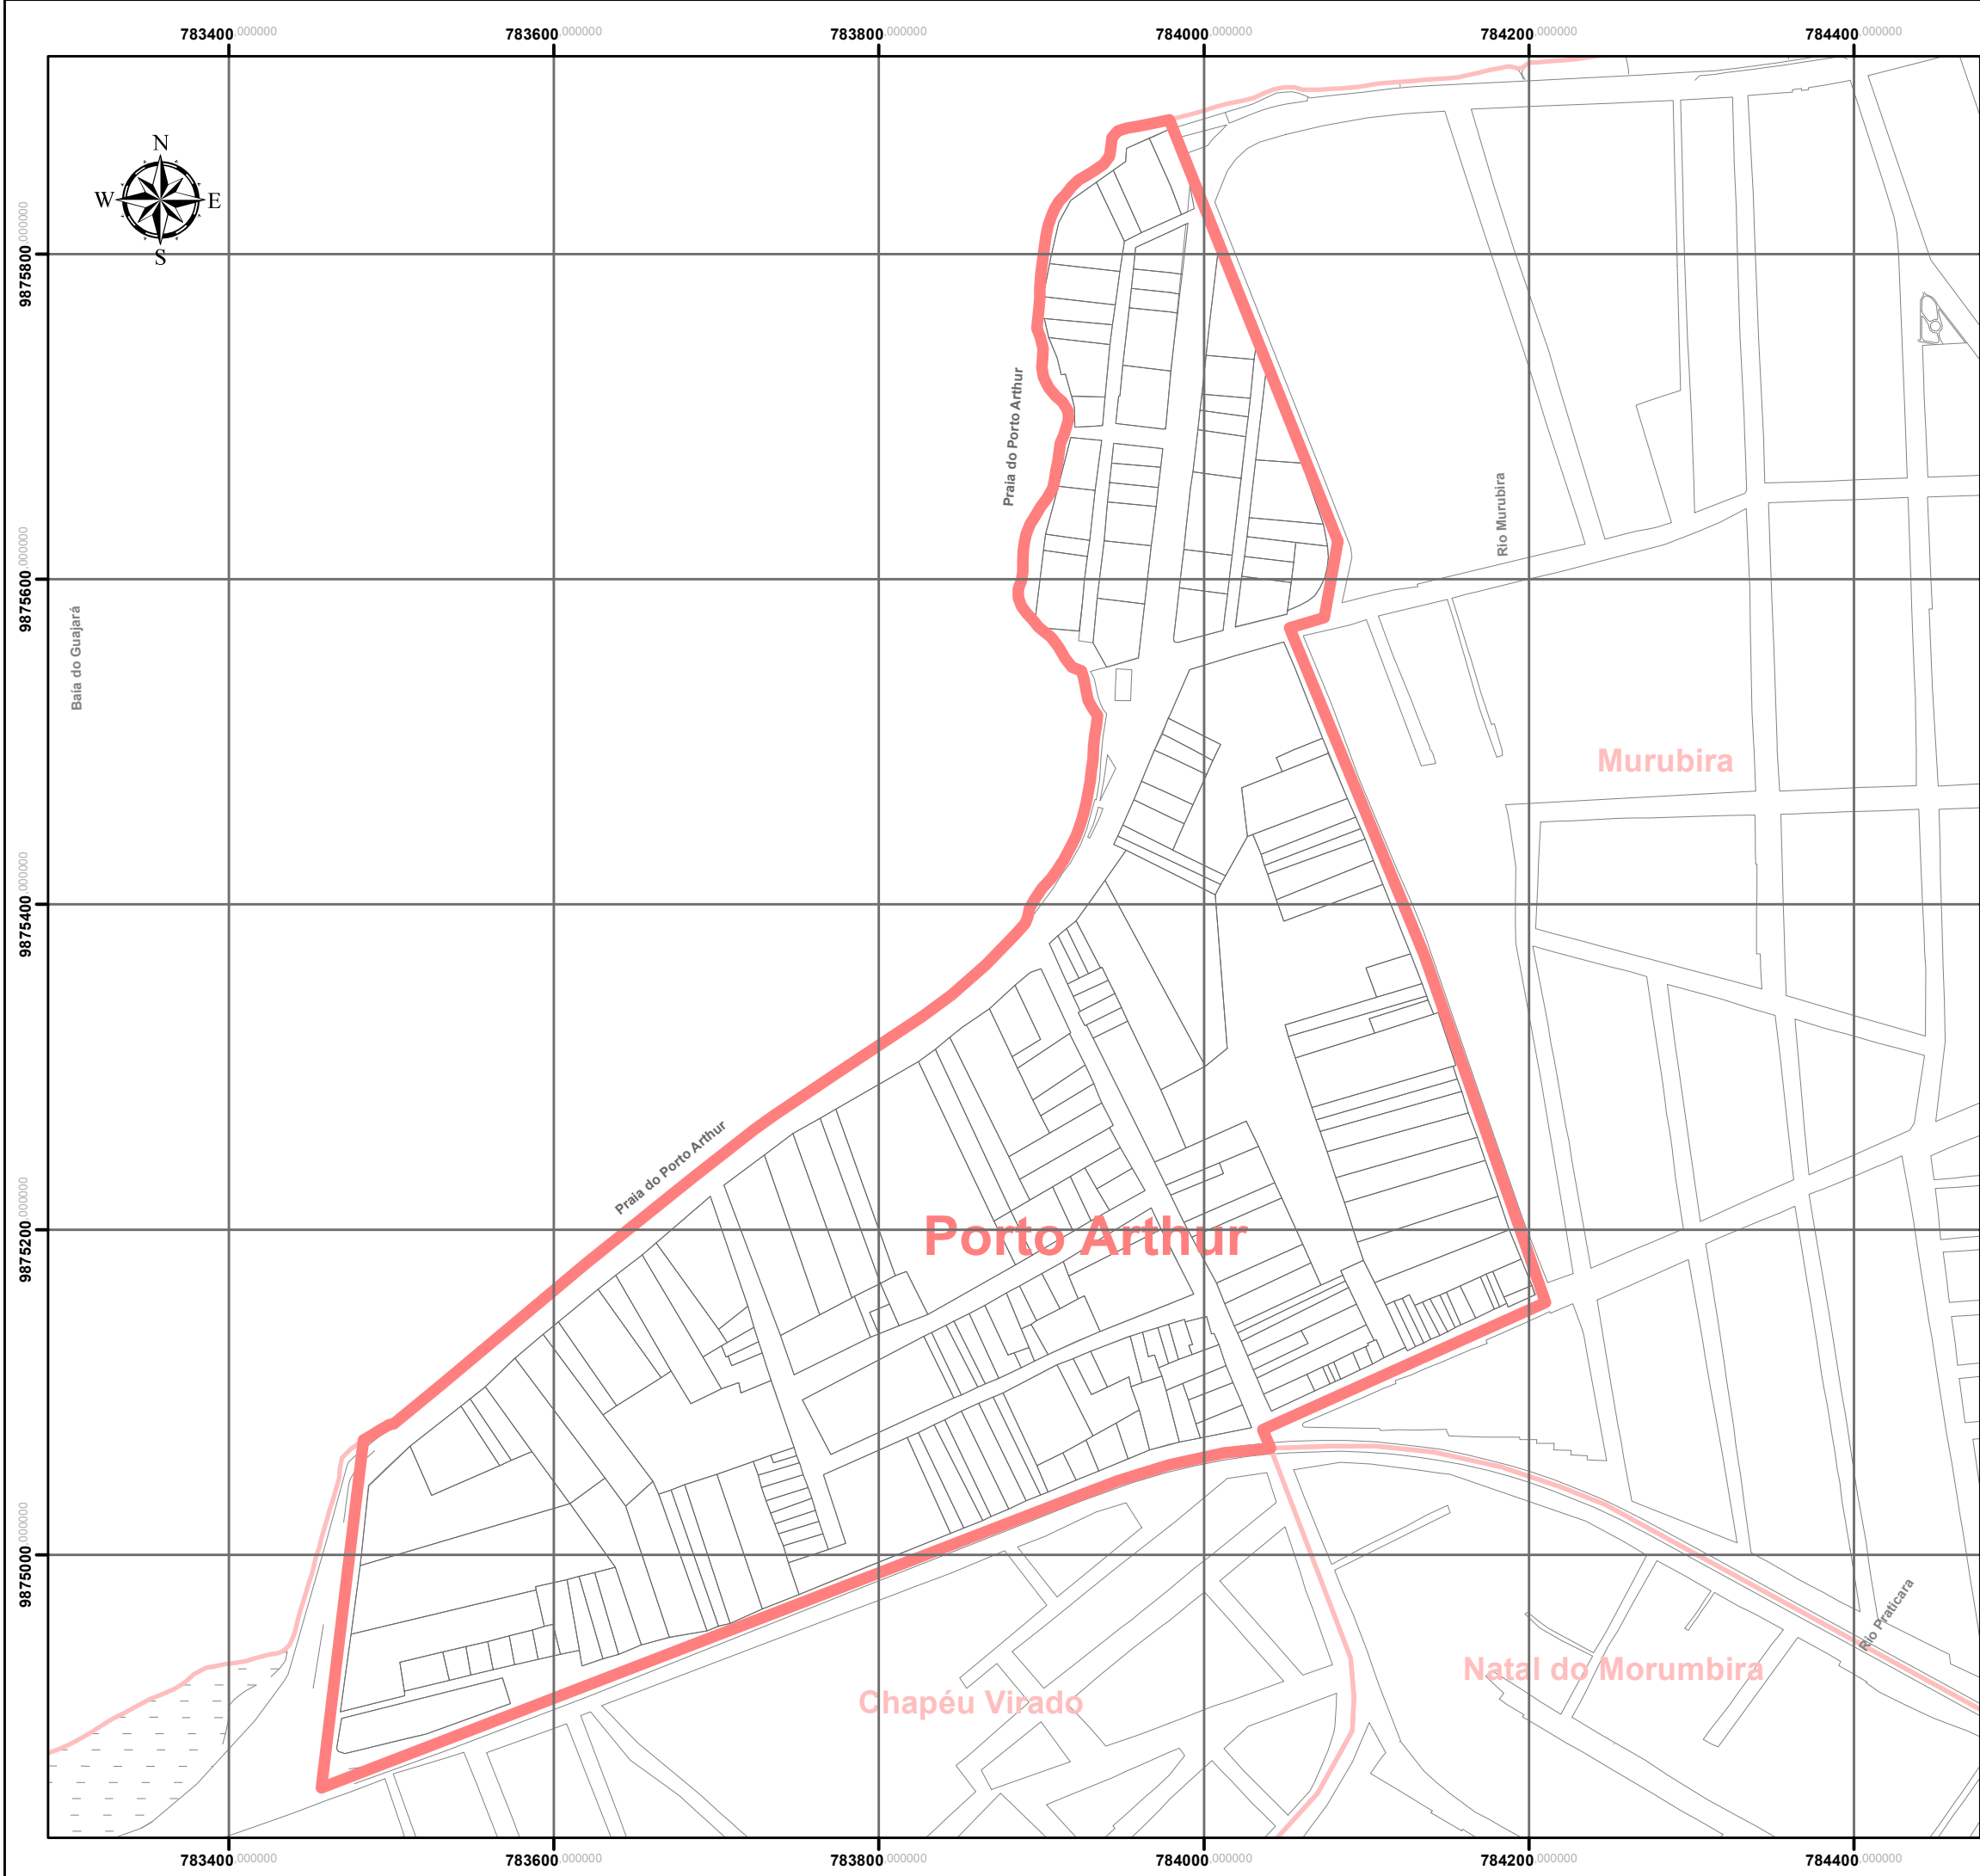 783400.000000 783600.000000 783800.000000 784000.000000 784200.000000 784400.000000
N
W E
S
9875800.000000
Praia do Porto Arthur
Rio Murubira
9875600.000000
Baia do Guajará
Murubira
9875400.000000
Praia do Porto Arthur
9875200.000000
Porto Arthur
9875000.000000
Rio Praticara
Natal do Morumbira
Chapéu Virado
783400.000000 783600.000000 783800.000000 784000.000000 784200.000000 784400.000000